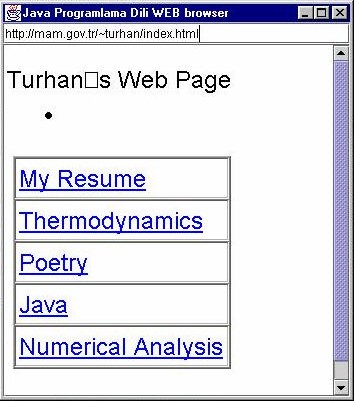 Java Programlama Dili WEB browser
http://mam.gov.tr/~turhan/index.html
Turhan□s Web Page
•
My Resume
Thermodynamics
Poetry
Java
Numerical Analysis